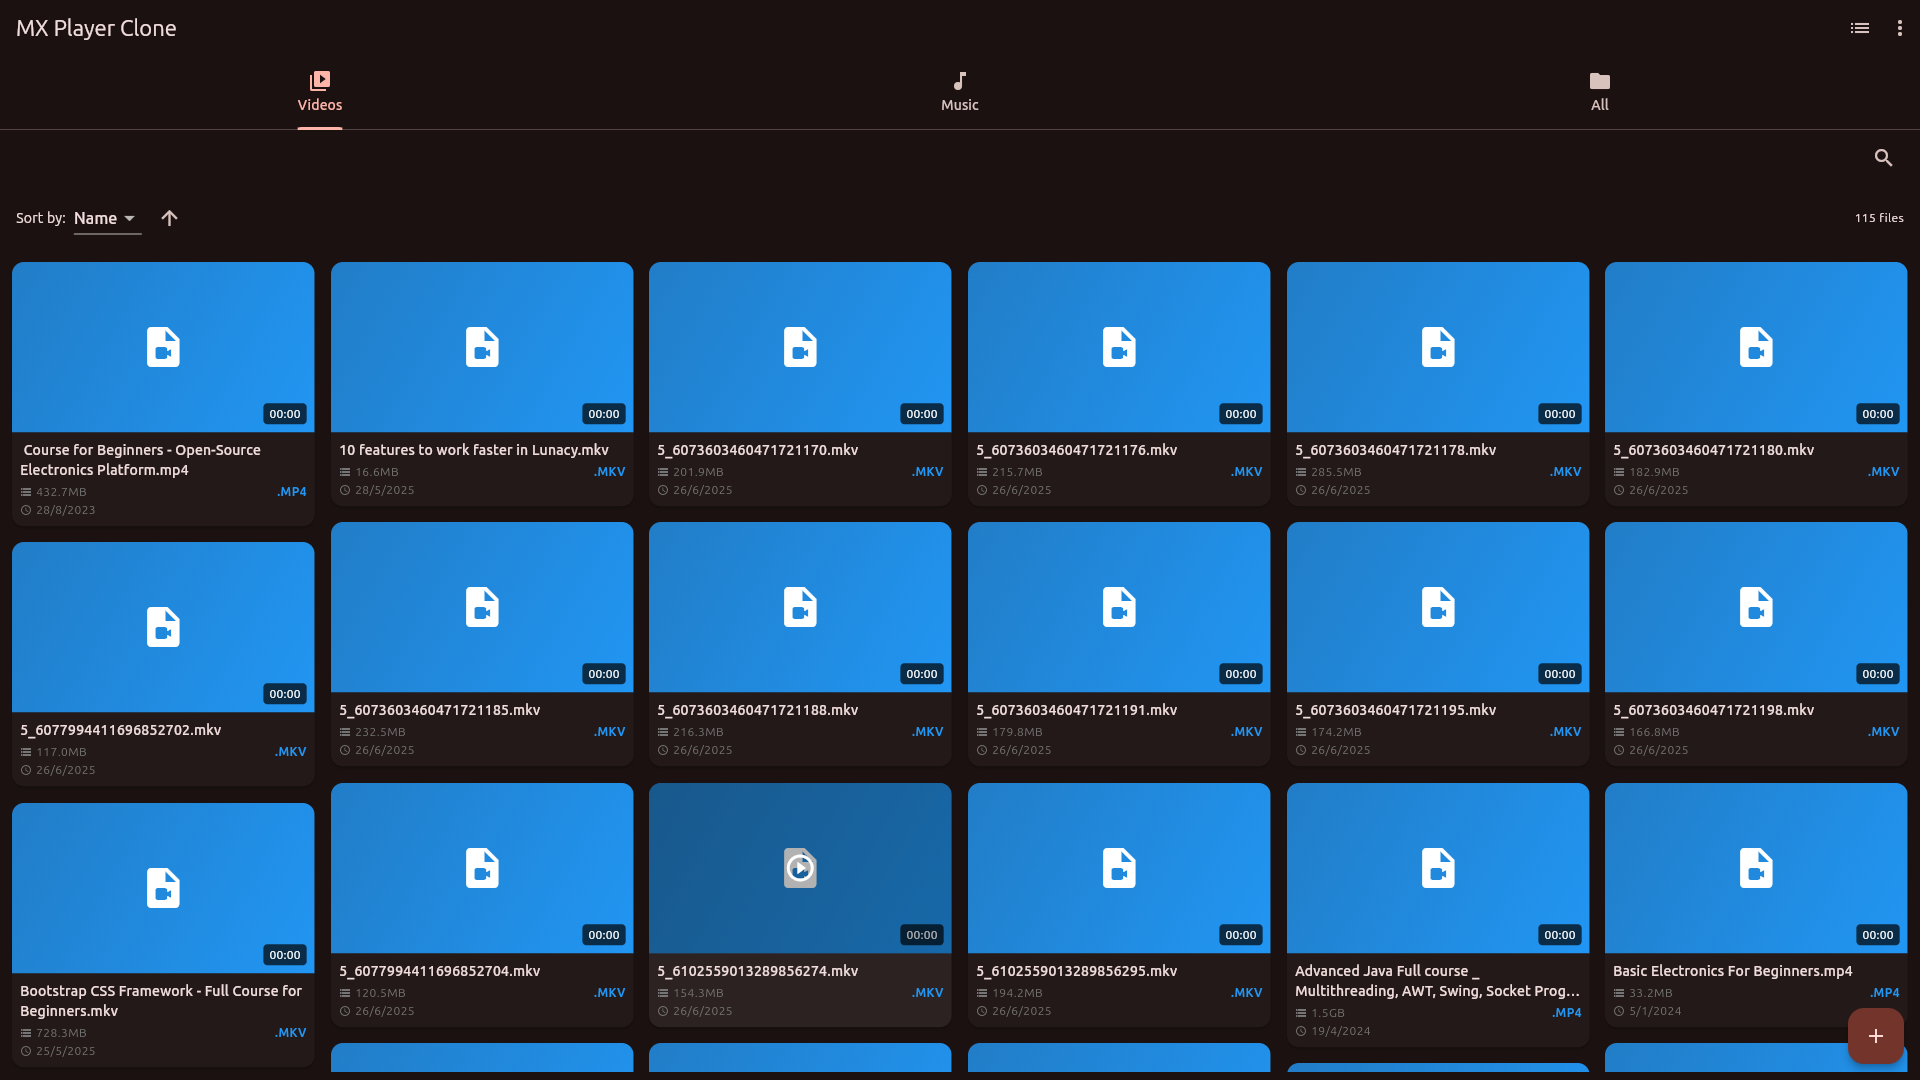 MX Player Clone
Videos
Music
All
Sort by: Name
115 files
00:00
00:00
00:00
00:00
00:00
00:00
Course for Beginners - Open-Source
Electronics Platform.mp4
432.7MB .MP4
28/8/2023
10 features to work faster in Lunacy.mkv
16.6MB .MKV
28/5/2025
5_6073603460471721170.mkv
201.9MB .MKV
26/6/2025
5_6073603460471721176.mkv
215.7MB .MKV
26/6/2025
5_6073603460471721178.mkv
285.5MB .MKV
26/6/2025
5_6073603460471721180.mkv
182.9MB .MKV
26/6/2025
00:00
00:00
00:00
00:00
00:00
00:00
5_6077994411696852702.mkv
117.0MB .MKV
26/6/2025
5_6073603460471721185.mkv
232.5MB .MKV
26/6/2025
5_6073603460471721188.mkv
216.3MB .MKV
26/6/2025
5_6073603460471721191.mkv
179.8MB .MKV
26/6/2025
5_6073603460471721195.mkv
174.2MB .MKV
26/6/2025
5_6073603460471721198.mkv
166.8MB .MKV
26/6/2025
00:00
00:00
00:00
00:00
00:00
00:00
Bootstrap CSS Framework - Full Course for
Beginners.mkv
728.3MB .MKV
25/5/2025
5_6077994411696852704.mkv
120.5MB .MKV
26/6/2025
5_6102559013289856274.mkv
154.3MB .MKV
26/6/2025
5_6102559013289856295.mkv
194.2MB .MKV
26/6/2025
Advanced Java Full course _
Multithreading, AWT, Swing, Socket Prog...
1.5GB .MP4
19/4/2024
Basic Electronics For Beginners.mp4
33.2MB .MP4
5/1/2024